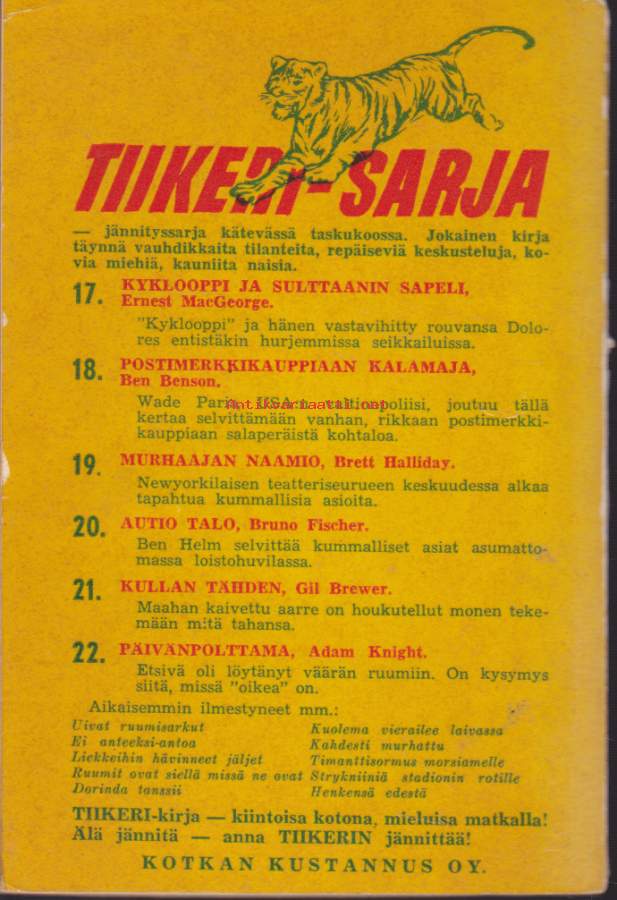 TIIKERI-SARJA
— jännityssarja kätevässä taskukoossa. Jokainen kirja
täynnä vauhdikkaita tilanteita, repäiseviä keskusteluja, ko-
via miehiä, kauniita naisia.
17. KYKLOOPPI JA SULTTAANIN SAPELI,
Ernest MacGeorge.
"Kyklooppi" ja hänen vastavihitty rouvansa Dolo-
res entistäkin hurjemmissa seikkailuissa.
18. POSTIMERKKIKAUPPIAAN KALAMAJA,
Ben Benson.
Wade Paris, USA:n valtionpoliisi, joutuu tällä
kertaa selvittämään vanhan, rikkaan postimerkki-
kauppiaan salaperäistä kohtaloa.
19. MURHAAJAN NAAMIO, Brett Halliday.
Newyorkilaisen teatteriseurueen keskuudessa alkaa
tapahtua kummallisia asioita.
20. AUTIO TALO, Bruno Fischer.
Ben Helm selvittää kummalliset asiat asumatto-
massa loistohuvilassa.
21. KULLAN TÄHDEN, Gil Brewer.
Maahan kaivettu aarre on houkutellut monen teke-
mään mitä tahansa.
22. PÄIVÄNPOLTTAMA, Adam Knight.
Etsivä oli löytänyt väärän ruumiin. On kysymys
siitä, missä "oikea" on.
Aikaisemmin ilmestyneet mm.:
Uivat ruumisarkut
Ei anteeksi-antoa
Liekkeihin hävinneet jäljet
Ruumit ovat siellä missä ne ovat
Dorinda tanssii
Kuolema vierailee laivassa
Kahdesti murhattu
Timanttisormus morsiamelle
Strykniiniä stadionin rotille
Henkensä edestä
TIIKERI-kirja — kiintoisa kotona, mieluisa matkalla!
Älä jännitä — anna TIIKERIN jännittää!
KOTKAN KUSTANNUS OY.